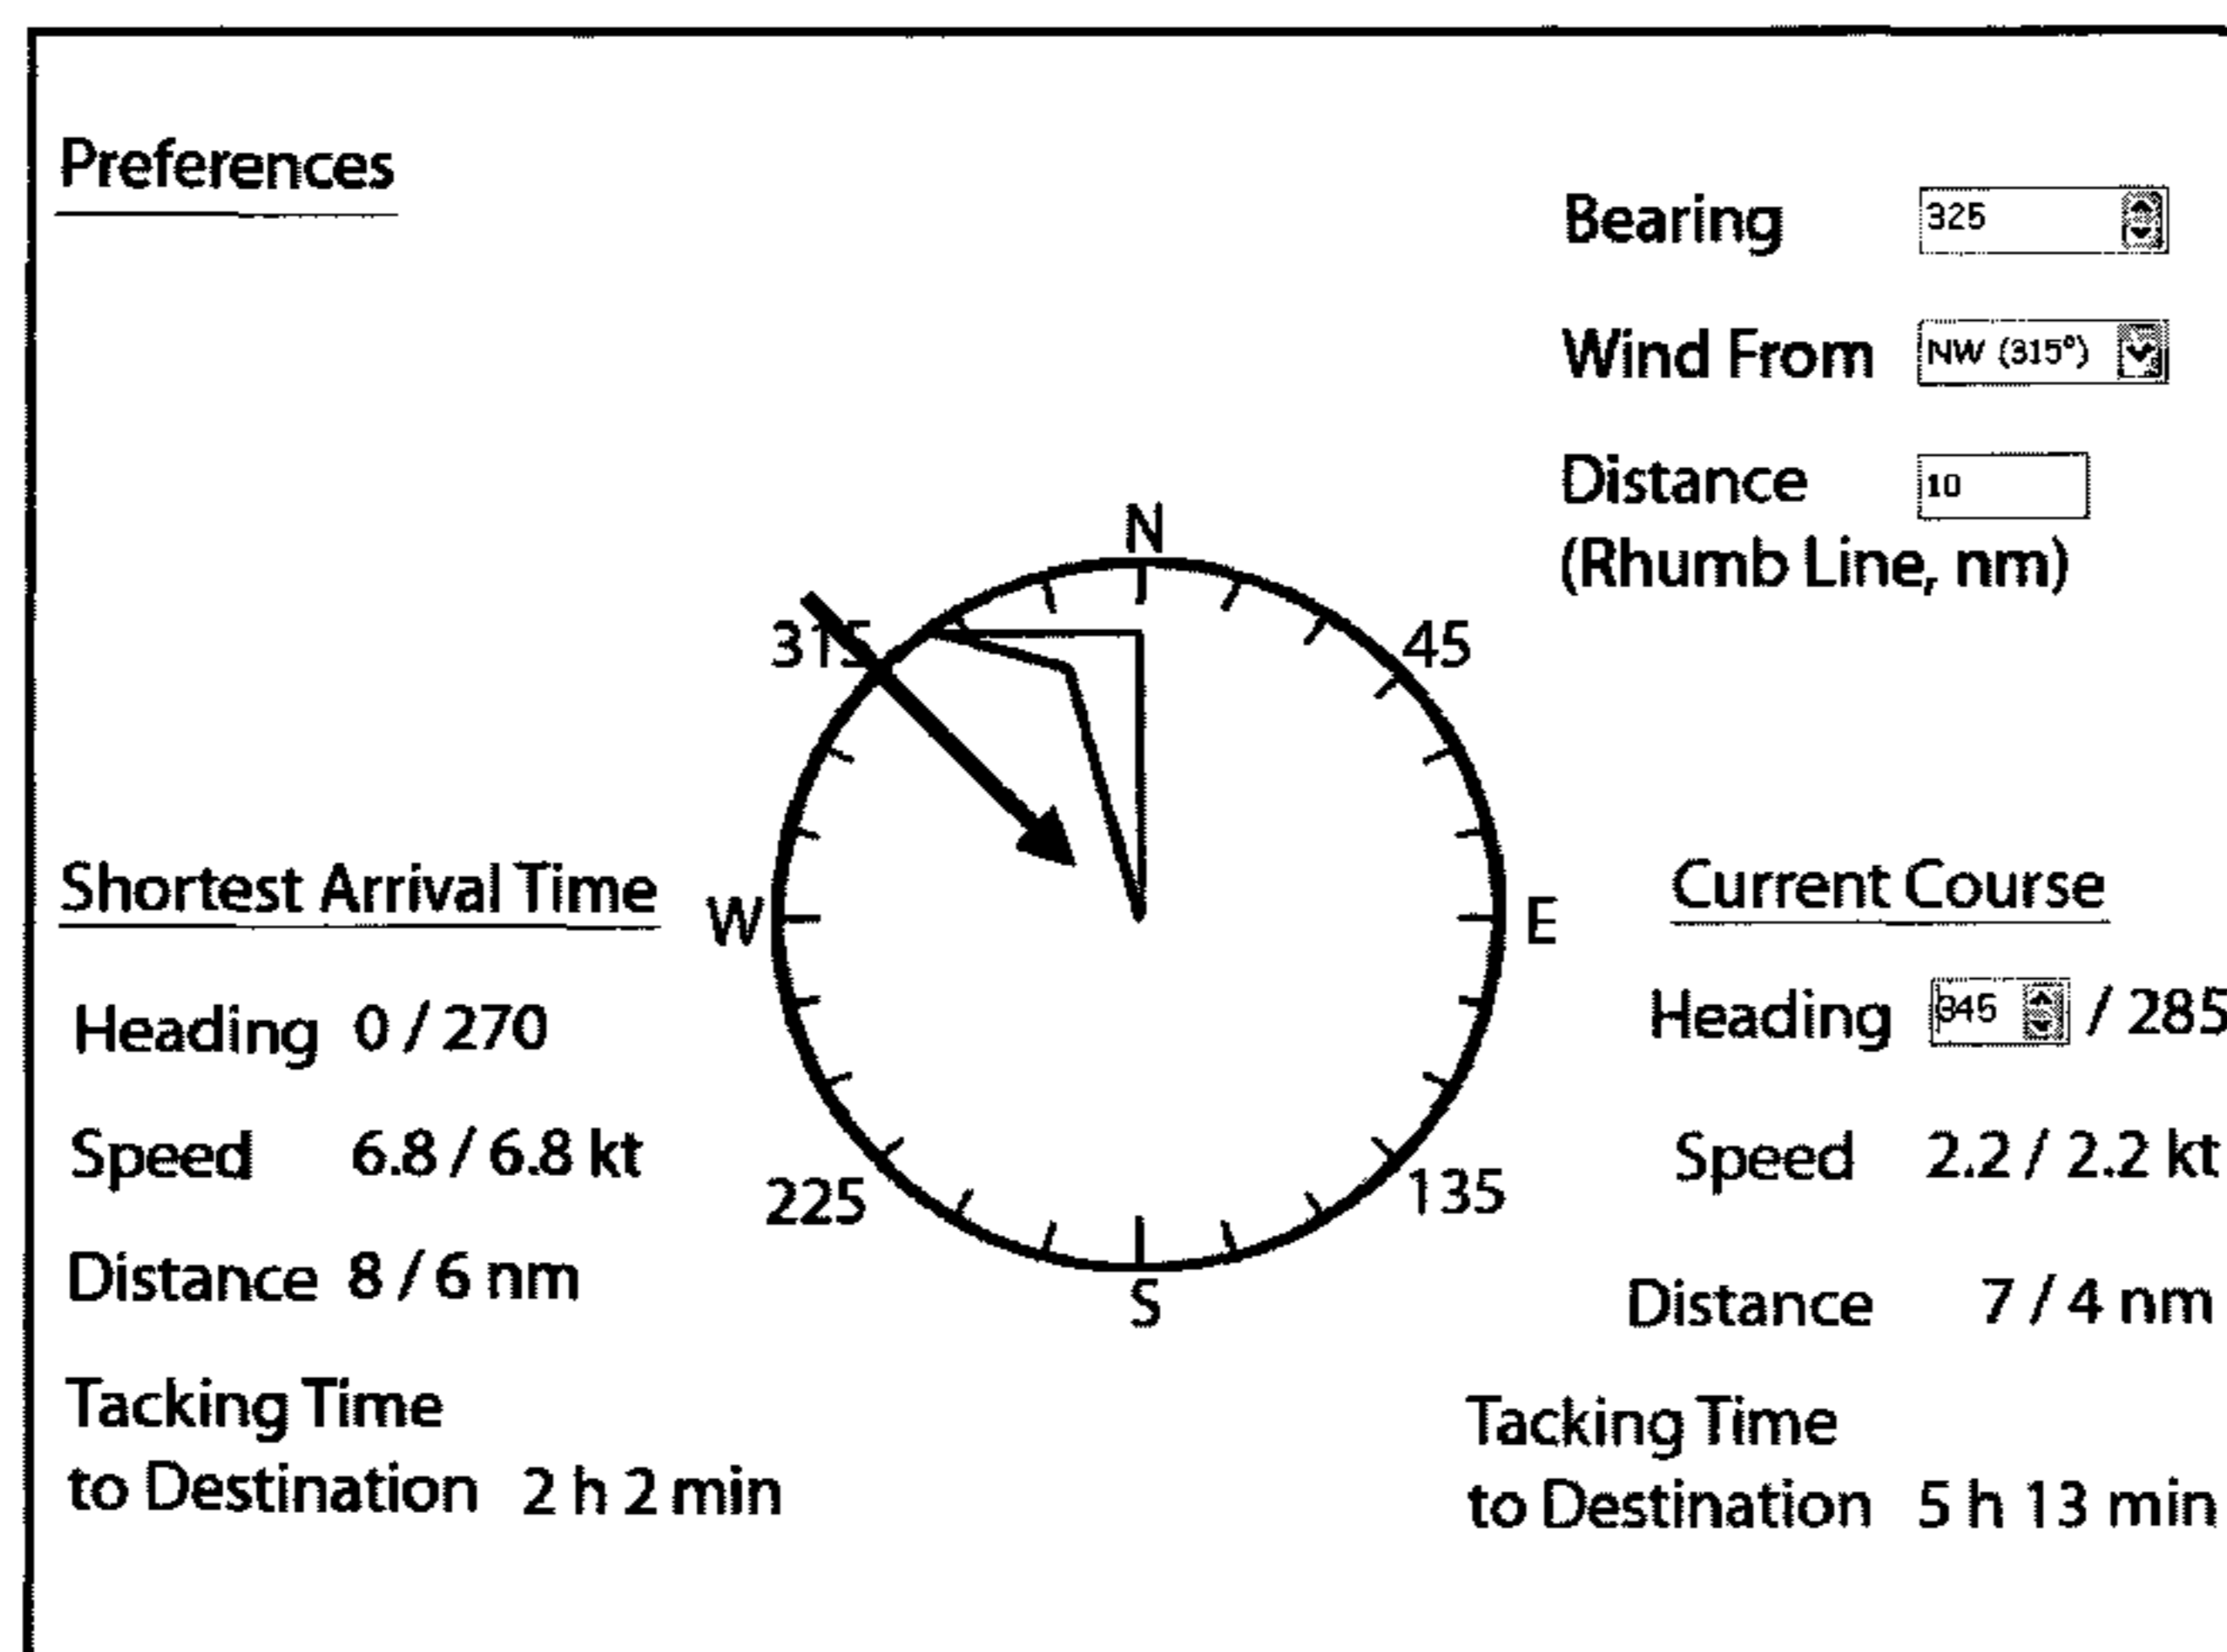 Preferences
Bearing 325
Wind From NW (315°)
Distance 10
(Rhumb Line, nm)
N
315
45
W
E
225
135
S
Shortest Arrival Time
Heading 0 / 270
Speed 6.8 / 6.8 kt
Distance 8 / 6 nm
Tacking Time
to Destination 2 h 2 min
Current Course
Heading 345 / 285
Speed 2.2 / 2.2 kt
Distance 7 / 4 nm
Tacking Time
to Destination 5 h 13 min